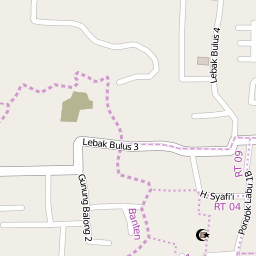 Lebak Bulus 4
Lebak Bulus 3
RT 09
Pondok Labu 1B
H. Syafi'i
RT 04
Gunung Balong 2
Banten